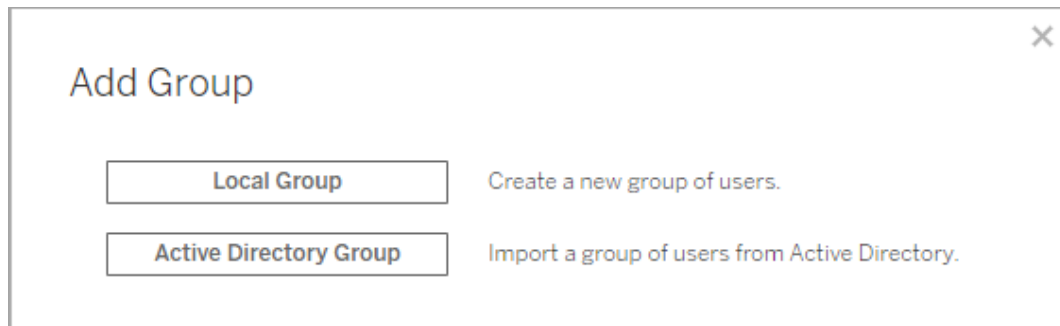 Add Group
Local Group Create a new group of users.
Active Directory Group Import a group of users from Active Directory.